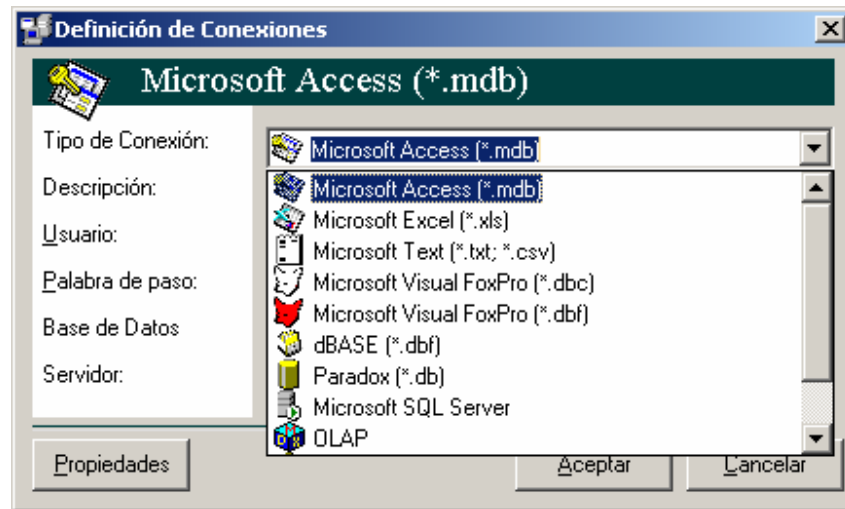 Definición de Conexiones
Microsoft Access (*.mdb)
Tipo de Conexión:
Microsoft Access (*.mdb)
Descripción:
Microsoft Access (*.mdb)
Usuario:
Microsoft Excel (*.xls)
Microsoft Text (*.txt; *.csv)
Palabra de paso:
Microsoft Visual FoxPro (*.dbc)
Microsoft Visual FoxPro (*.dbf)
Base de Datos
dBASE (*.dbf)
Servidor:
Paradox (*.db)
Microsoft SQL Server
OLAP
Propiedades
Aceptar
Cancelar